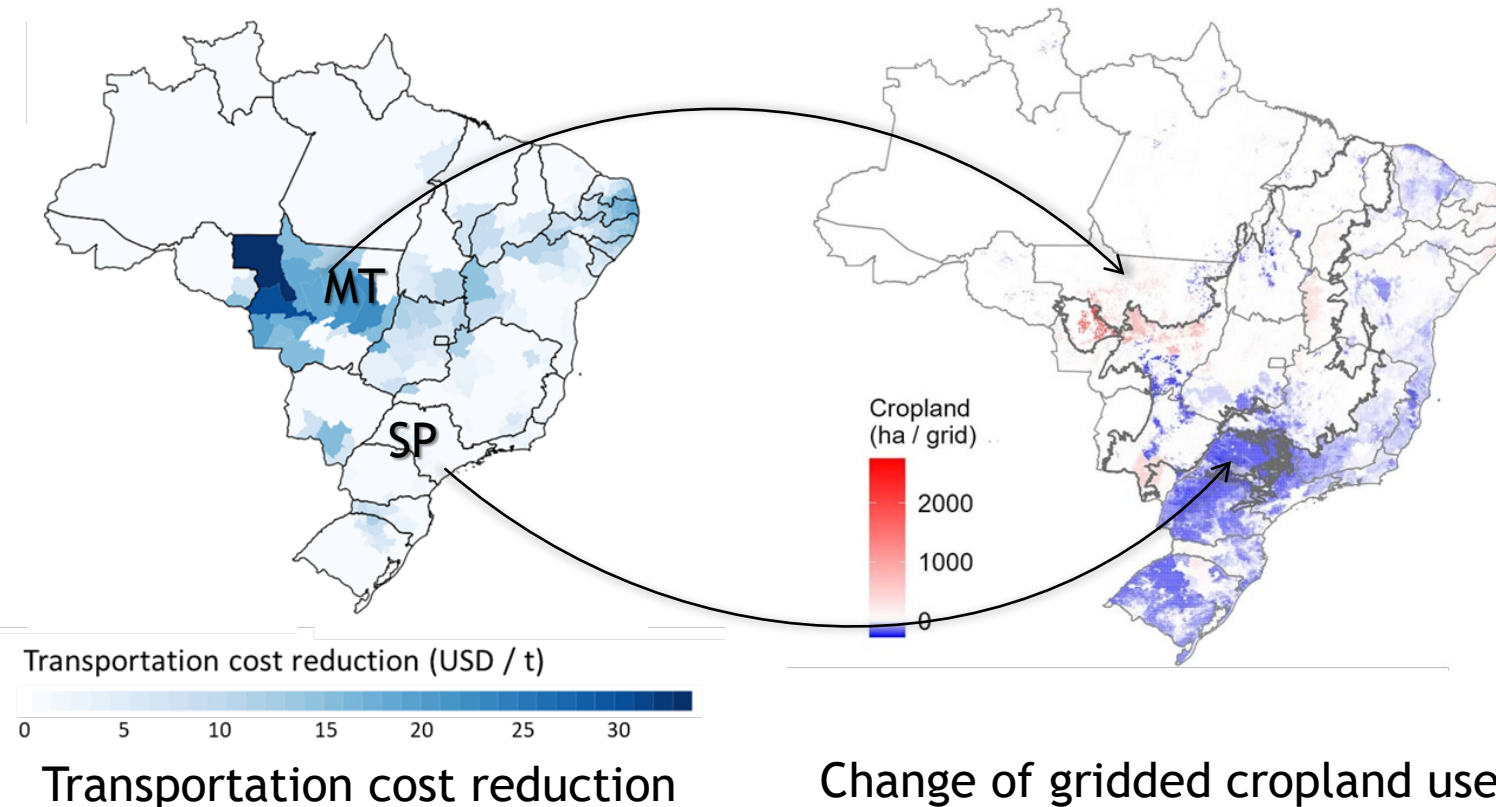 MT
SP
Cropland
(ha / grid)
2000
1000
0
Transportation cost reduction (USD / t)
0 5 10 15 20 25 30
Transportation cost reduction
Change of gridded cropland use